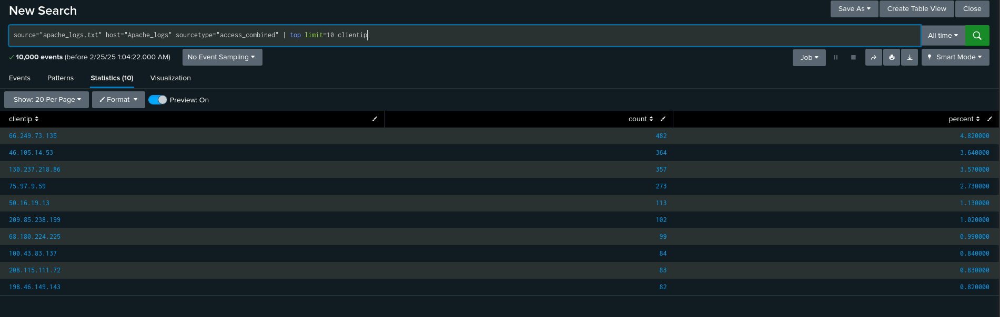 New Search
Save As
Create Table View
Close
source="apache_logs.txt" host="Apache_logs" sourcetype="access_combined" | top limit=10 clientip
All time
10,000 events (before 2/25/25 1:04:22.000 AM)
No Event Sampling
Job
Smart Mode
Events
Patterns
Statistics (10)
Visualization
Show: 20 Per Page
Format
Preview: On
clientip count percent
66.249.73.135 482 4.820000
46.105.14.53 364 3.640000
130.237.218.86 357 3.570000
75.97.9.59 273 2.730000
50.16.19.13 113 1.130000
209.85.238.199 102 1.020000
68.180.224.225 99 0.990000
100.43.83.137 84 0.840000
208.115.111.72 83 0.830000
198.46.149.143 82 0.820000